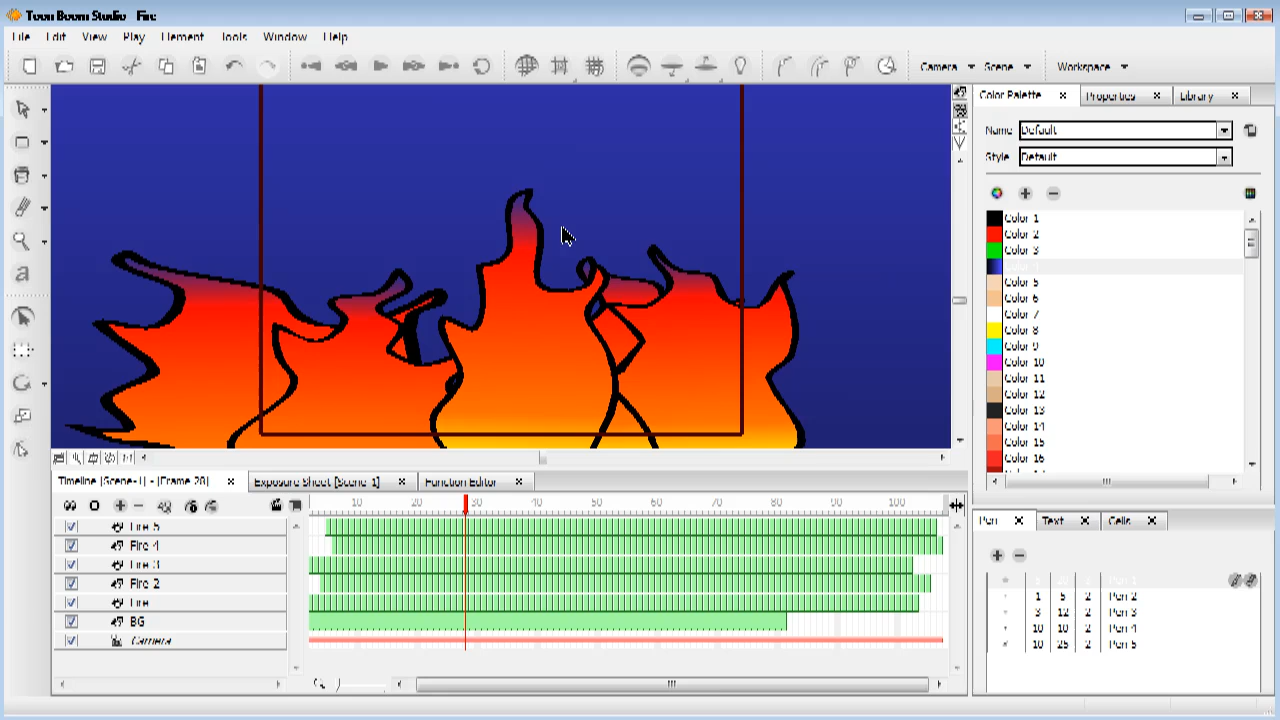 Toon Boom Studio - Fire
File Edit View Play Element Tools Window Help
Camera Scene Workspace
Color Palette Properties Library
Name Default
Style Default
Color 1
Color 2
Color 3
Color 5
Color 6
Color 7
Color 8
Color 9
Color 10
Color 11
Color 12
Color 13
Color 14
Color 15
Color 16
Timeline [Scene-1] - [Frame 28] Exposure Sheet [Scene-1] Function Editor
10 20 30 40 50 60 70 80 90 100
Fire-5
Fire-4
Fire-3
Fire-2
Fire
BG
Camera
Pen Text Cells
Pen 1
1 5 2 Pen 2
3 12 2 Pen 3
10 10 2 Pen 4
10 25 2 Pen 5